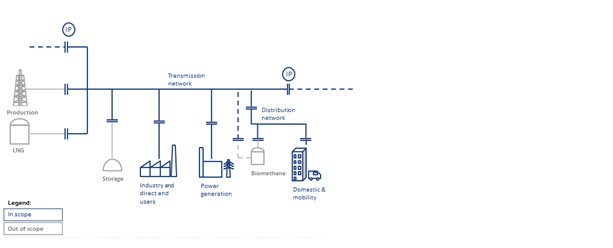 IP
Transmission
network
IP
Production
Distribution
network
LNG
Storage
Industry and
direct end
users
Power
generation
Biomethane
Domestic &
mobility
Legend:
In scope
Out of scope